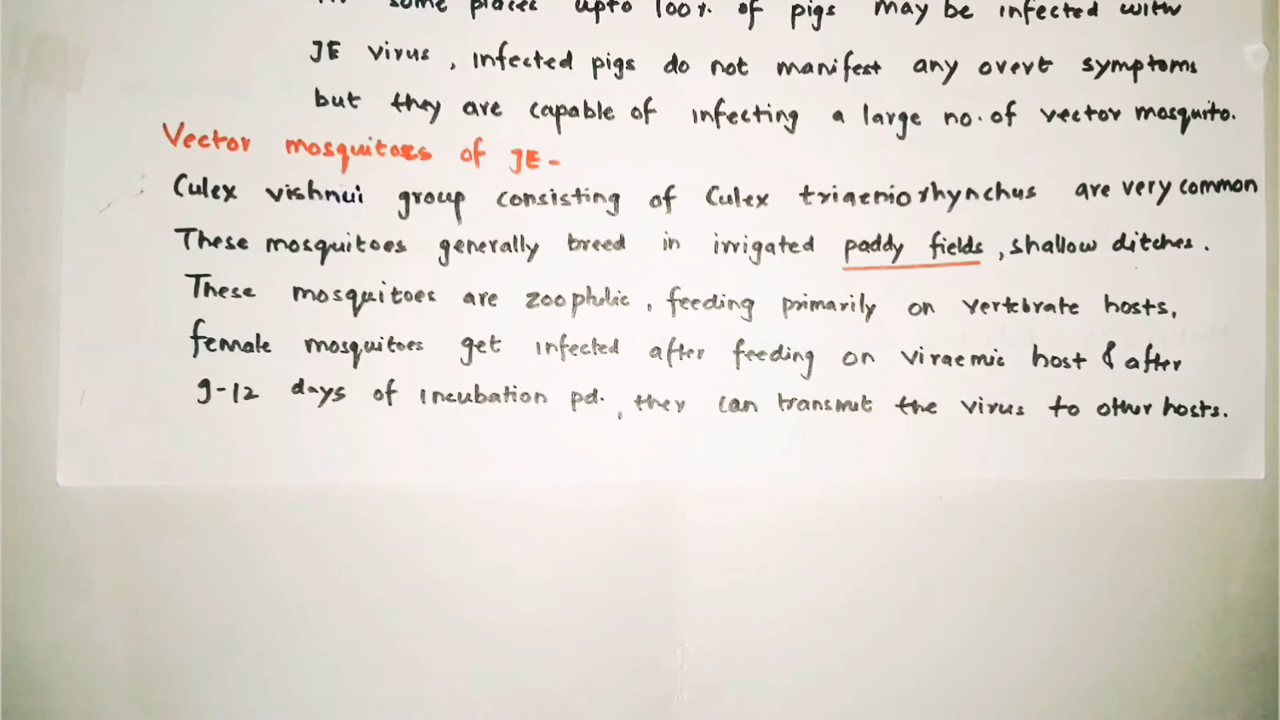 In some places upto 100%. of pigs may be infected with
JE virus, infected pigs do not manifest any overt symptoms
but they are capable of infecting a large no. of vector mosquito.
Vector mosquitoes of JE-
Culex vishnui group consisting of Culex trigeniorhynchus are very common
These mosquitoes generally breed in irrigated paddy fields, shallow ditches.
These mosquitoes are zoophilic, feeding primarily on vertebrate hosts,
female mosquitoes get infected after feeding on viraemic host & after
9-12 days of incubation pd., they can transmit the virus to other hosts.